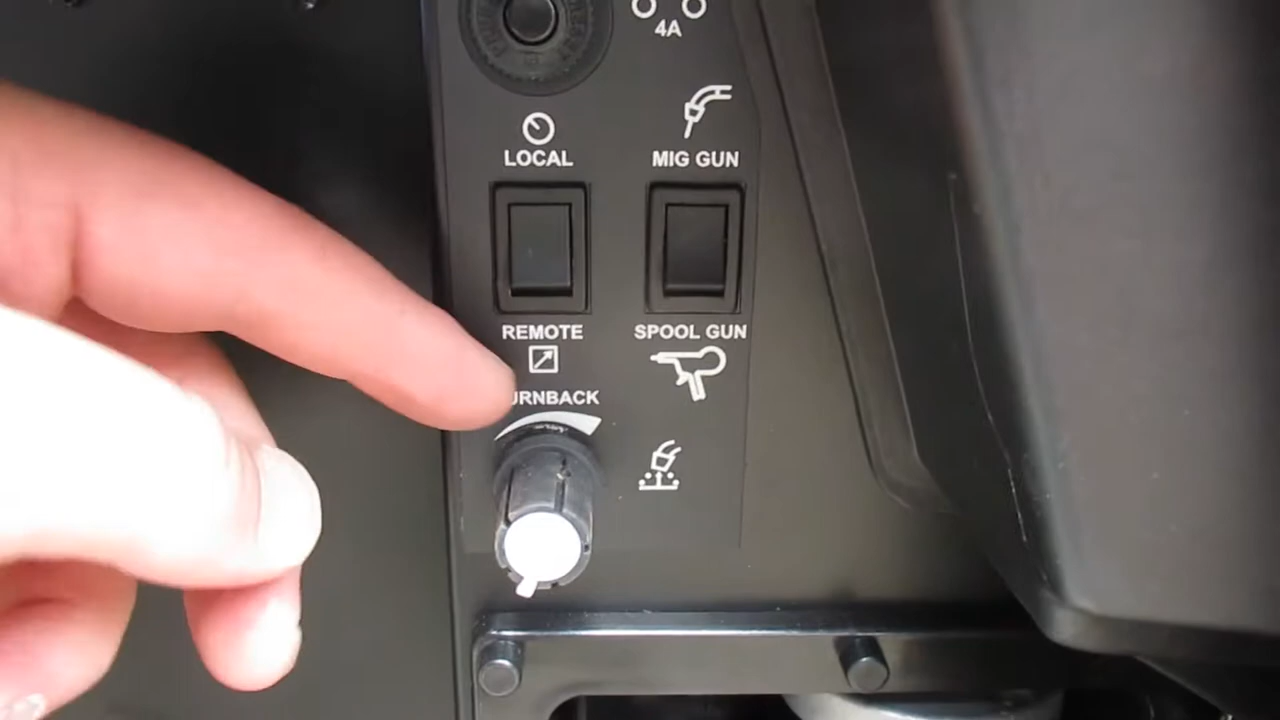 4A
LOCAL
MIG GUN
REMOTE
SPOOL GUN
URNBACK